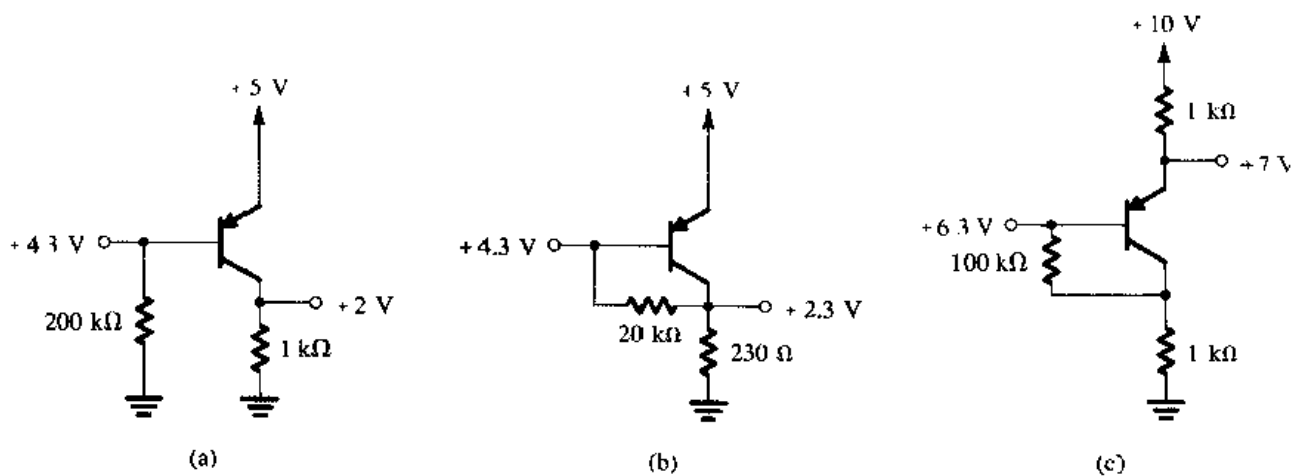 + 5 V
+ 4.3 V
200 kΩ
+ 2 V
1 kΩ
(a)
+ 5 V
+ 4.3 V
20 kΩ
+ 2.3 V
230 Ω
(b)
+ 10 V
1 kΩ
+ 7 V
+ 6.3 V
100 kΩ
1 kΩ
(c)